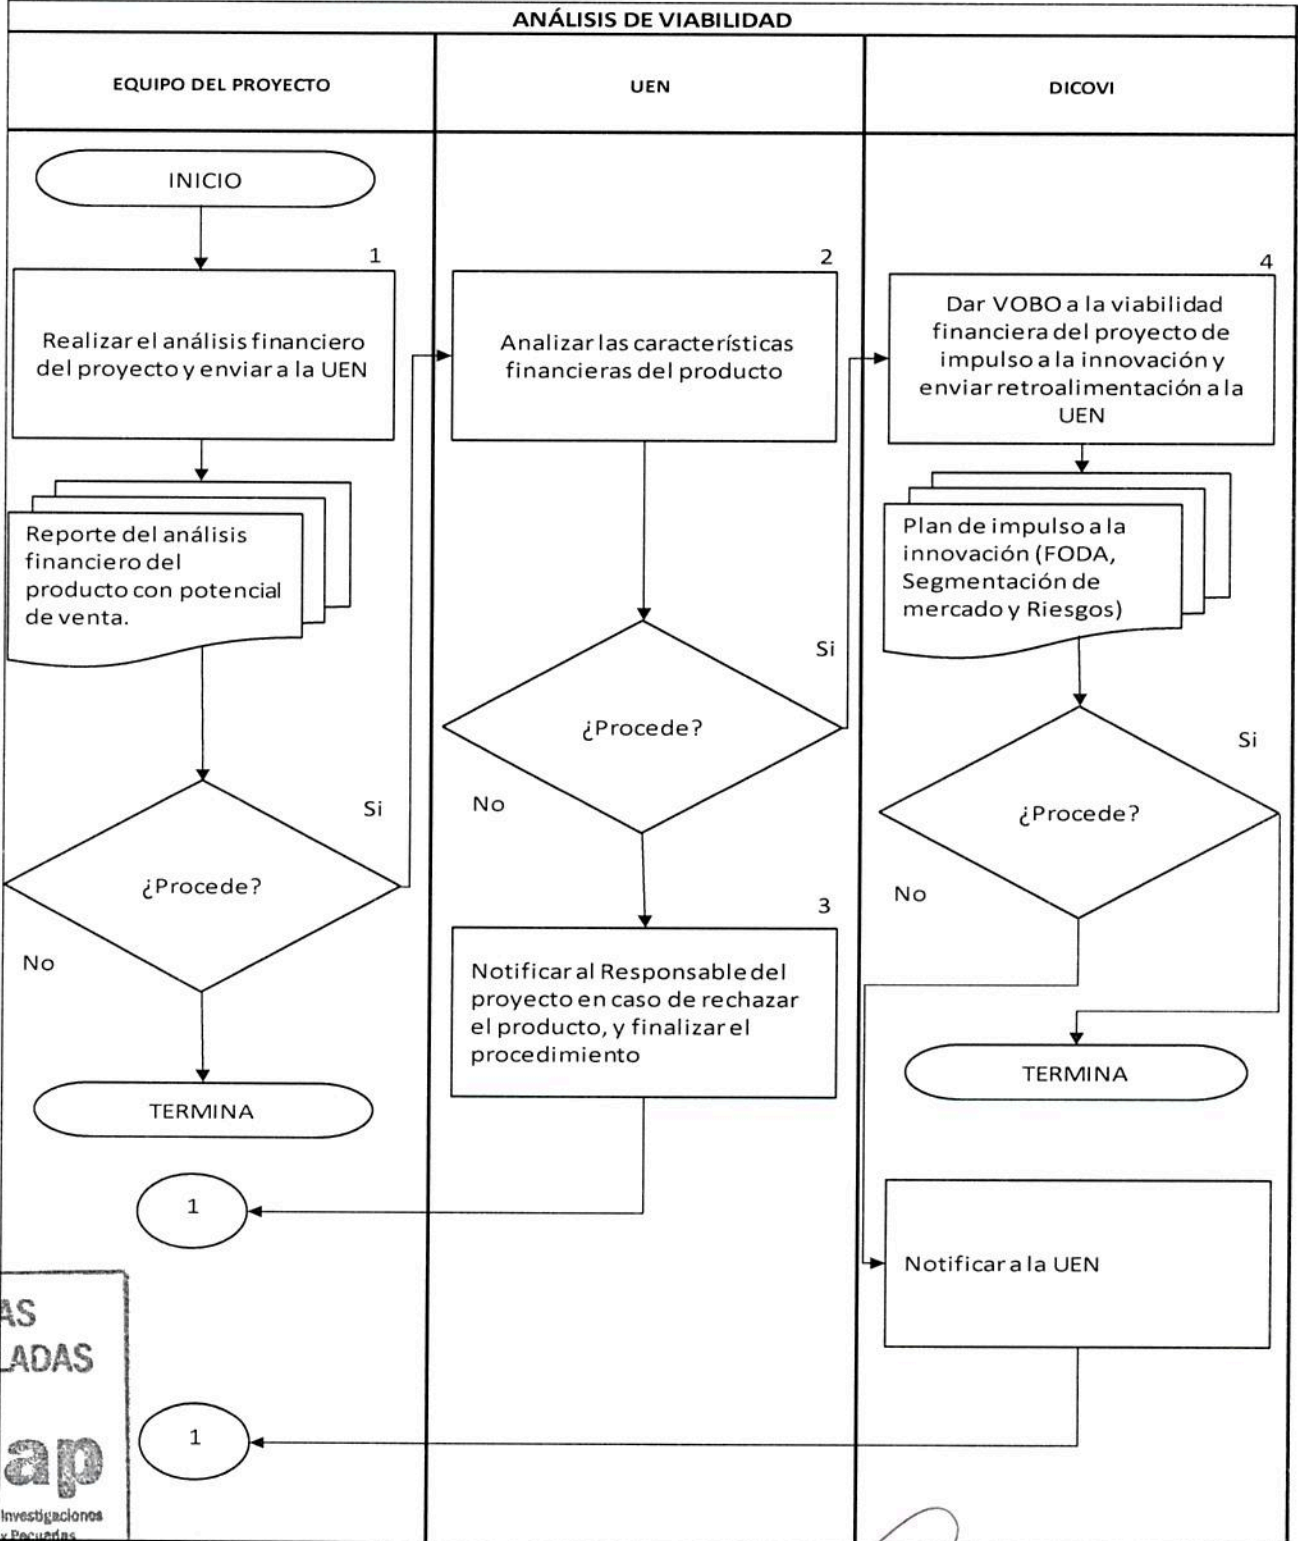 ANÁLISIS DE VIABILIDAD
EQUIPO DEL PROYECTO
UEN
DICOVI
INICIO
1
Realizar el análisis financiero
del proyecto y enviar a la UEN
Reporte del análisis
financiero del
producto con potencial
de venta.
¿Procede?
Si
No
TERMINA
1
1
2
Analizar las características
financieras del producto
¿Procede?
Si
No
3
Notificar al Responsable del
proyecto en caso de rechazar
el producto, y finalizar el
procedimiento
4
Dar VOBO a la viabilidad
financiera del proyecto de
impulso a la innovación y
enviar retroalimentación a la
UEN
Plan de impulso a la
innovación (FODA,
Segmentación de
mercado y Riesgos)
¿Procede?
Si
No
TERMINA
Notificar a la UEN
AS
LADAS
ap
Investigaciones
y Pecuarias